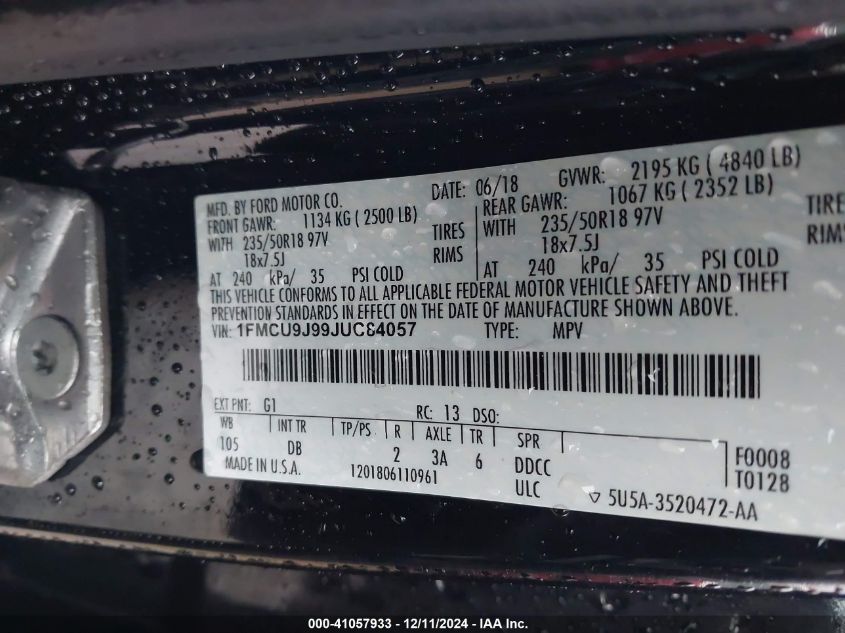 MFD. BY FORD MOTOR CO.
DATE: 06/18
GVWR: 2195 KG ( 4840 LB)
FRONT GAWR: 1134 KG ( 2500 LB)
REAR GAWR: 1067 KG ( 2352 LB)
WITH 235/50R18 97V TIRES
WITH 235/50R18 97V TIRE
18x7.5J RIMS
18x7.5J RIMS
AT 240 kPa/ 35 PSI COLD
AT 240 kPa/ 35 PSI COLD
THIS VEHICLE CONFORMS TO ALL APPLICABLE FEDERAL MOTOR VEHICLE SAFETY AND THEFT
PREVENTION STANDARDS IN EFFECT ON THE DATE OF MANUFACTURE SHOWN ABOVE.
VIN: 1FMCU9J99JUC84057 TYPE: MPV
EXT PNT: G1 RC: 13 DSO:
WB INT TR TP/PS R AXLE TR SPR
105 DB 2 3A 6 DDCC F0008
MADE IN U.S.A. 1201806110961 ULC T0128
5U5A-3520472-AA
000-41057933 - 12/11/2024 - IAA Inc.